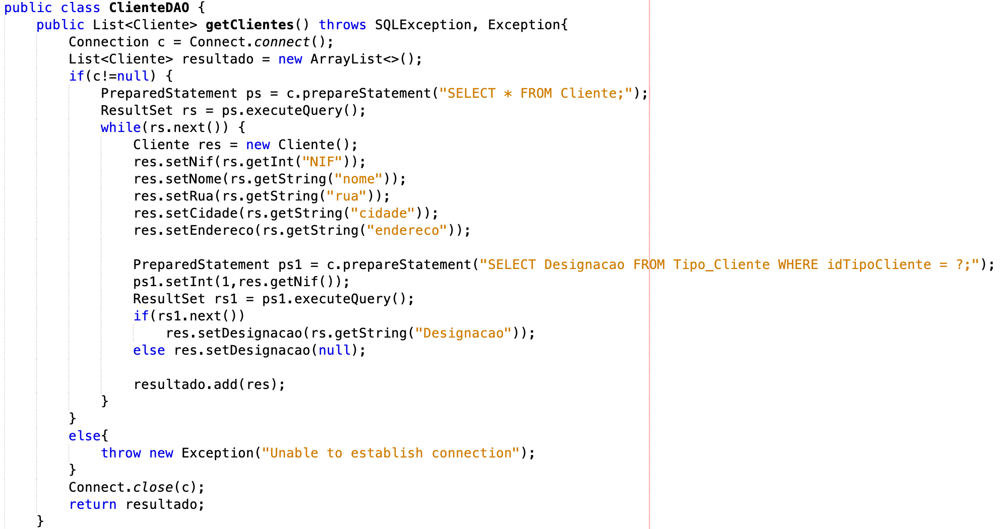 public class ClienteDAO {
    public List<Cliente> getClientes() throws SQLException, Exception{
        Connection c = Connect.connect();
        List<Cliente> resultado = new ArrayList<>();
        if(c!=null) {
            PreparedStatement ps = c.prepareStatement("SELECT * FROM Cliente;");
            ResultSet rs = ps.executeQuery();
            while(rs.next()) {
                Cliente res = new Cliente();
                res.setNif(rs.getInt("NIF"));
                res.setNome(rs.getString("nome"));
                res.setRua(rs.getString("rua"));
                res.setCidade(rs.getString("cidade"));
                res.setEndereco(rs.getString("endereco"));

                PreparedStatement ps1 = c.prepareStatement("SELECT Designacao FROM Tipo_Cliente WHERE idTipoCliente = ?;");
                ps1.setInt(1,res.getNif());
                ResultSet rs1 = ps1.executeQuery();
                if(rs1.next())
                    res.setDesignacao(rs.getString("Designacao"));
                else res.setDesignacao(null);

                resultado.add(res);
            }
        }
        else{
            throw new Exception("Unable to establish connection");
        }
        Connect.close(c);
        return resultado;
    }